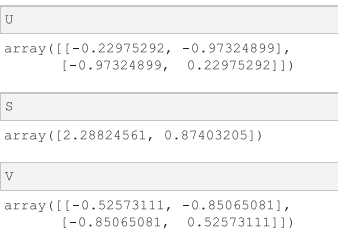 U
array([[-0.22975292, -0.97324899],
       [-0.97324899,  0.22975292]])
S
array([2.28824561, 0.87403205])
V
array([[-0.52573111, -0.85065081],
       [-0.85065081,  0.52573111]])